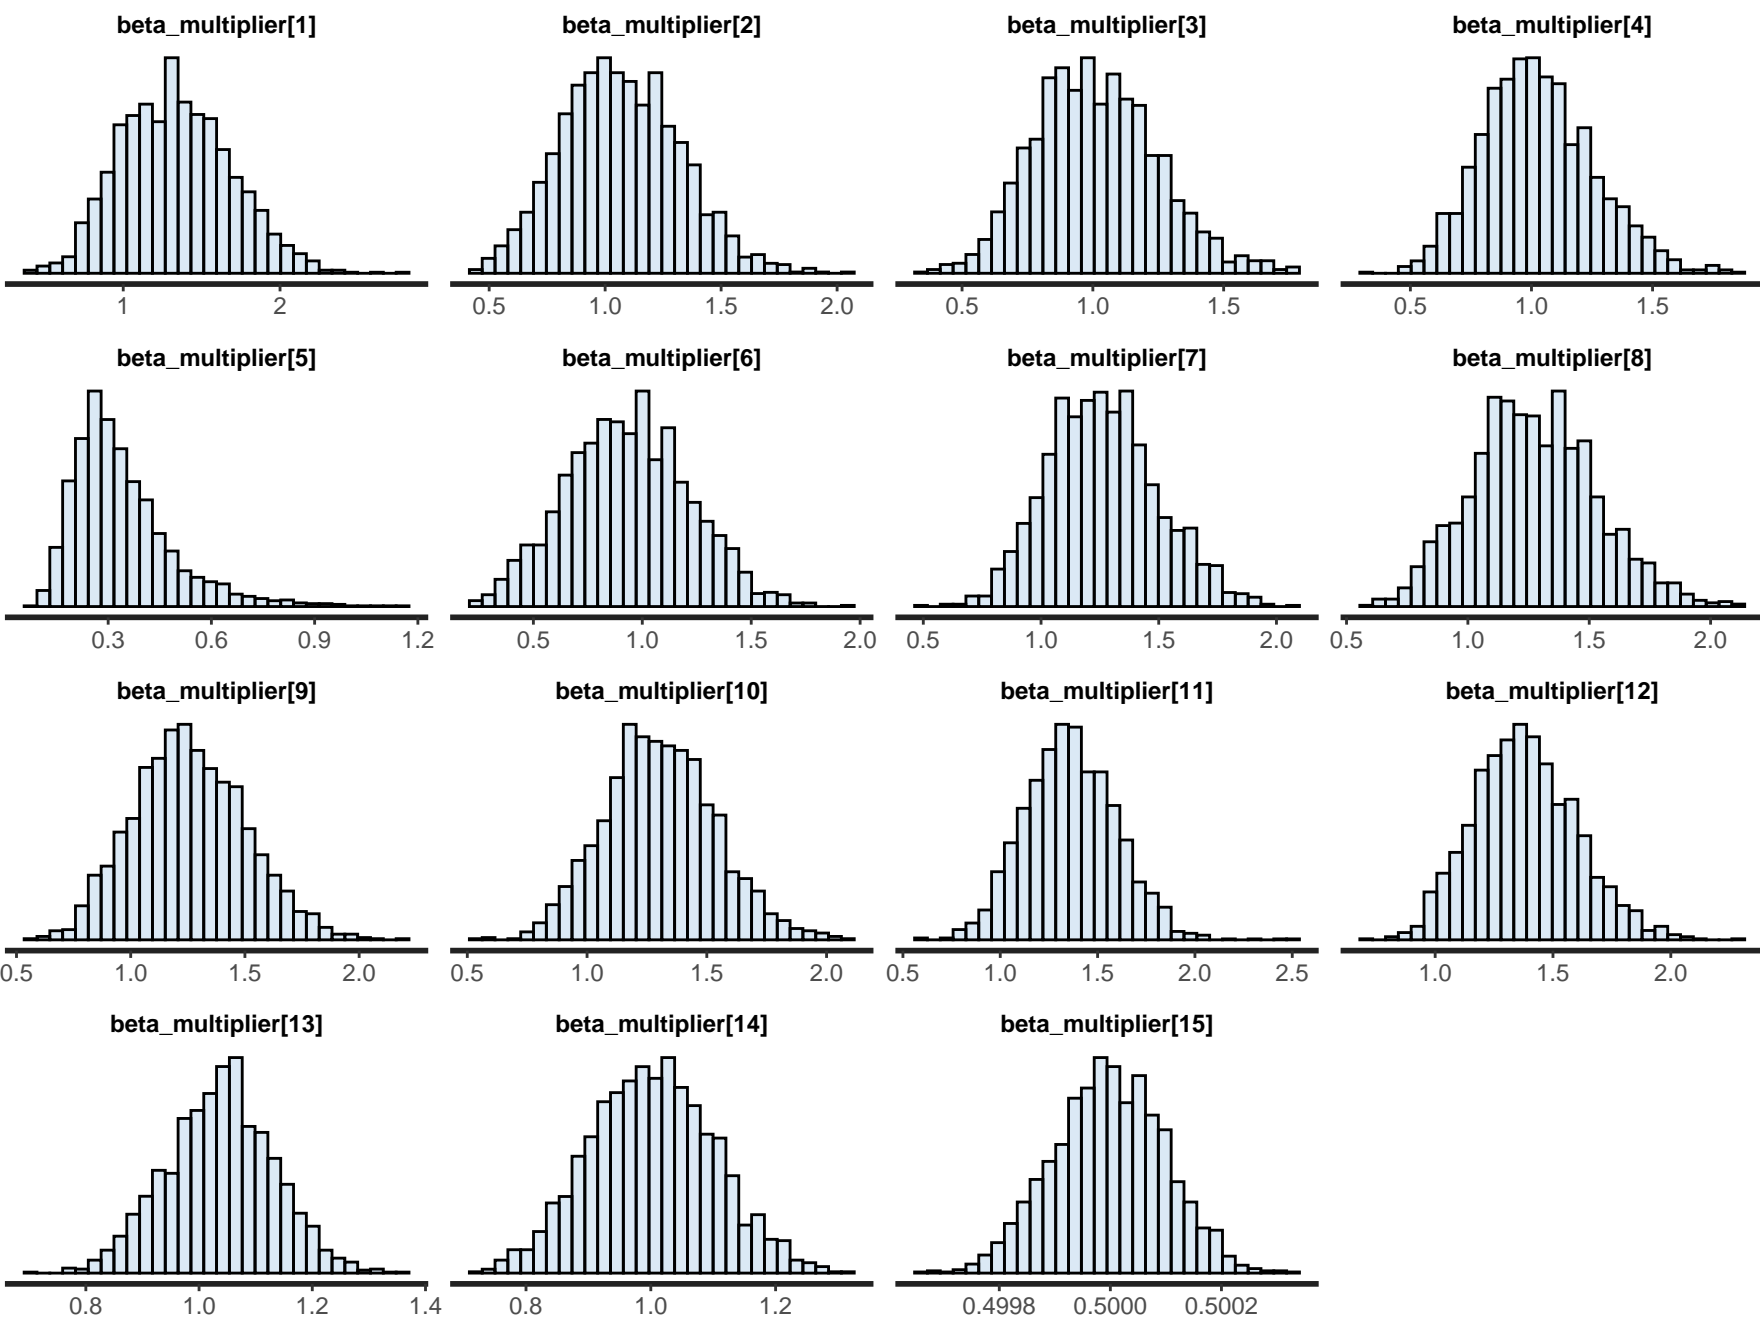 beta_multiplier[1] beta_multiplier[2] beta_multiplier[3] beta_multiplier[4]
1 2 0.5 1.0 1.5 2.0 0.5 1.0 1.5 0.5 1.0 1.5
beta_multiplier[5] beta_multiplier[6] beta_multiplier[7] beta_multiplier[8]
0.3 0.6 0.9 1.2 0.5 1.0 1.5 2.0 0.5 1.0 1.5 2.0 0.5 1.0 1.5 2.0
beta_multiplier[9] beta_multiplier[10] beta_multiplier[11] beta_multiplier[12]
0.5 1.0 1.5 2.0 0.5 1.0 1.5 2.0 0.5 1.0 1.5 2.0 2.5 1.0 1.5 2.0
beta_multiplier[13] beta_multiplier[14] beta_multiplier[15]
0.8 1.0 1.2 1.4 0.8 1.0 1.2 0.4998 0.5000 0.5002